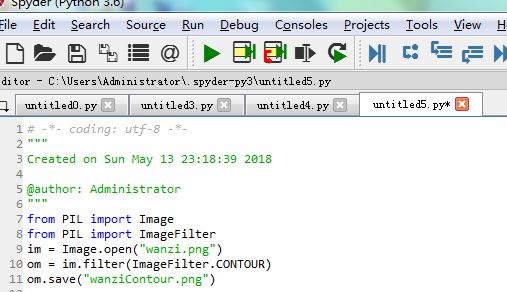 Spyder (Python 3.6)
File Edit Search Source Run Debug Consoles Projects Tools View H
ditor - C:\Users\Administrator\.spyder-py3\untitled5.py
untitled0.py untitled3.py untitled4.py untitled5.py*
1 # -*- coding: utf-8 -*-
2 """
3 Created on Sun May 13 23:18:39 2018
4
5 @author: Administrator
6 """
7 from PIL import Image
8 from PIL import ImageFilter
9 im = Image.open("wanzi.png")
10 om = im.filter(ImageFilter.CONTOUR)
11 om.save("wanziContour.png")